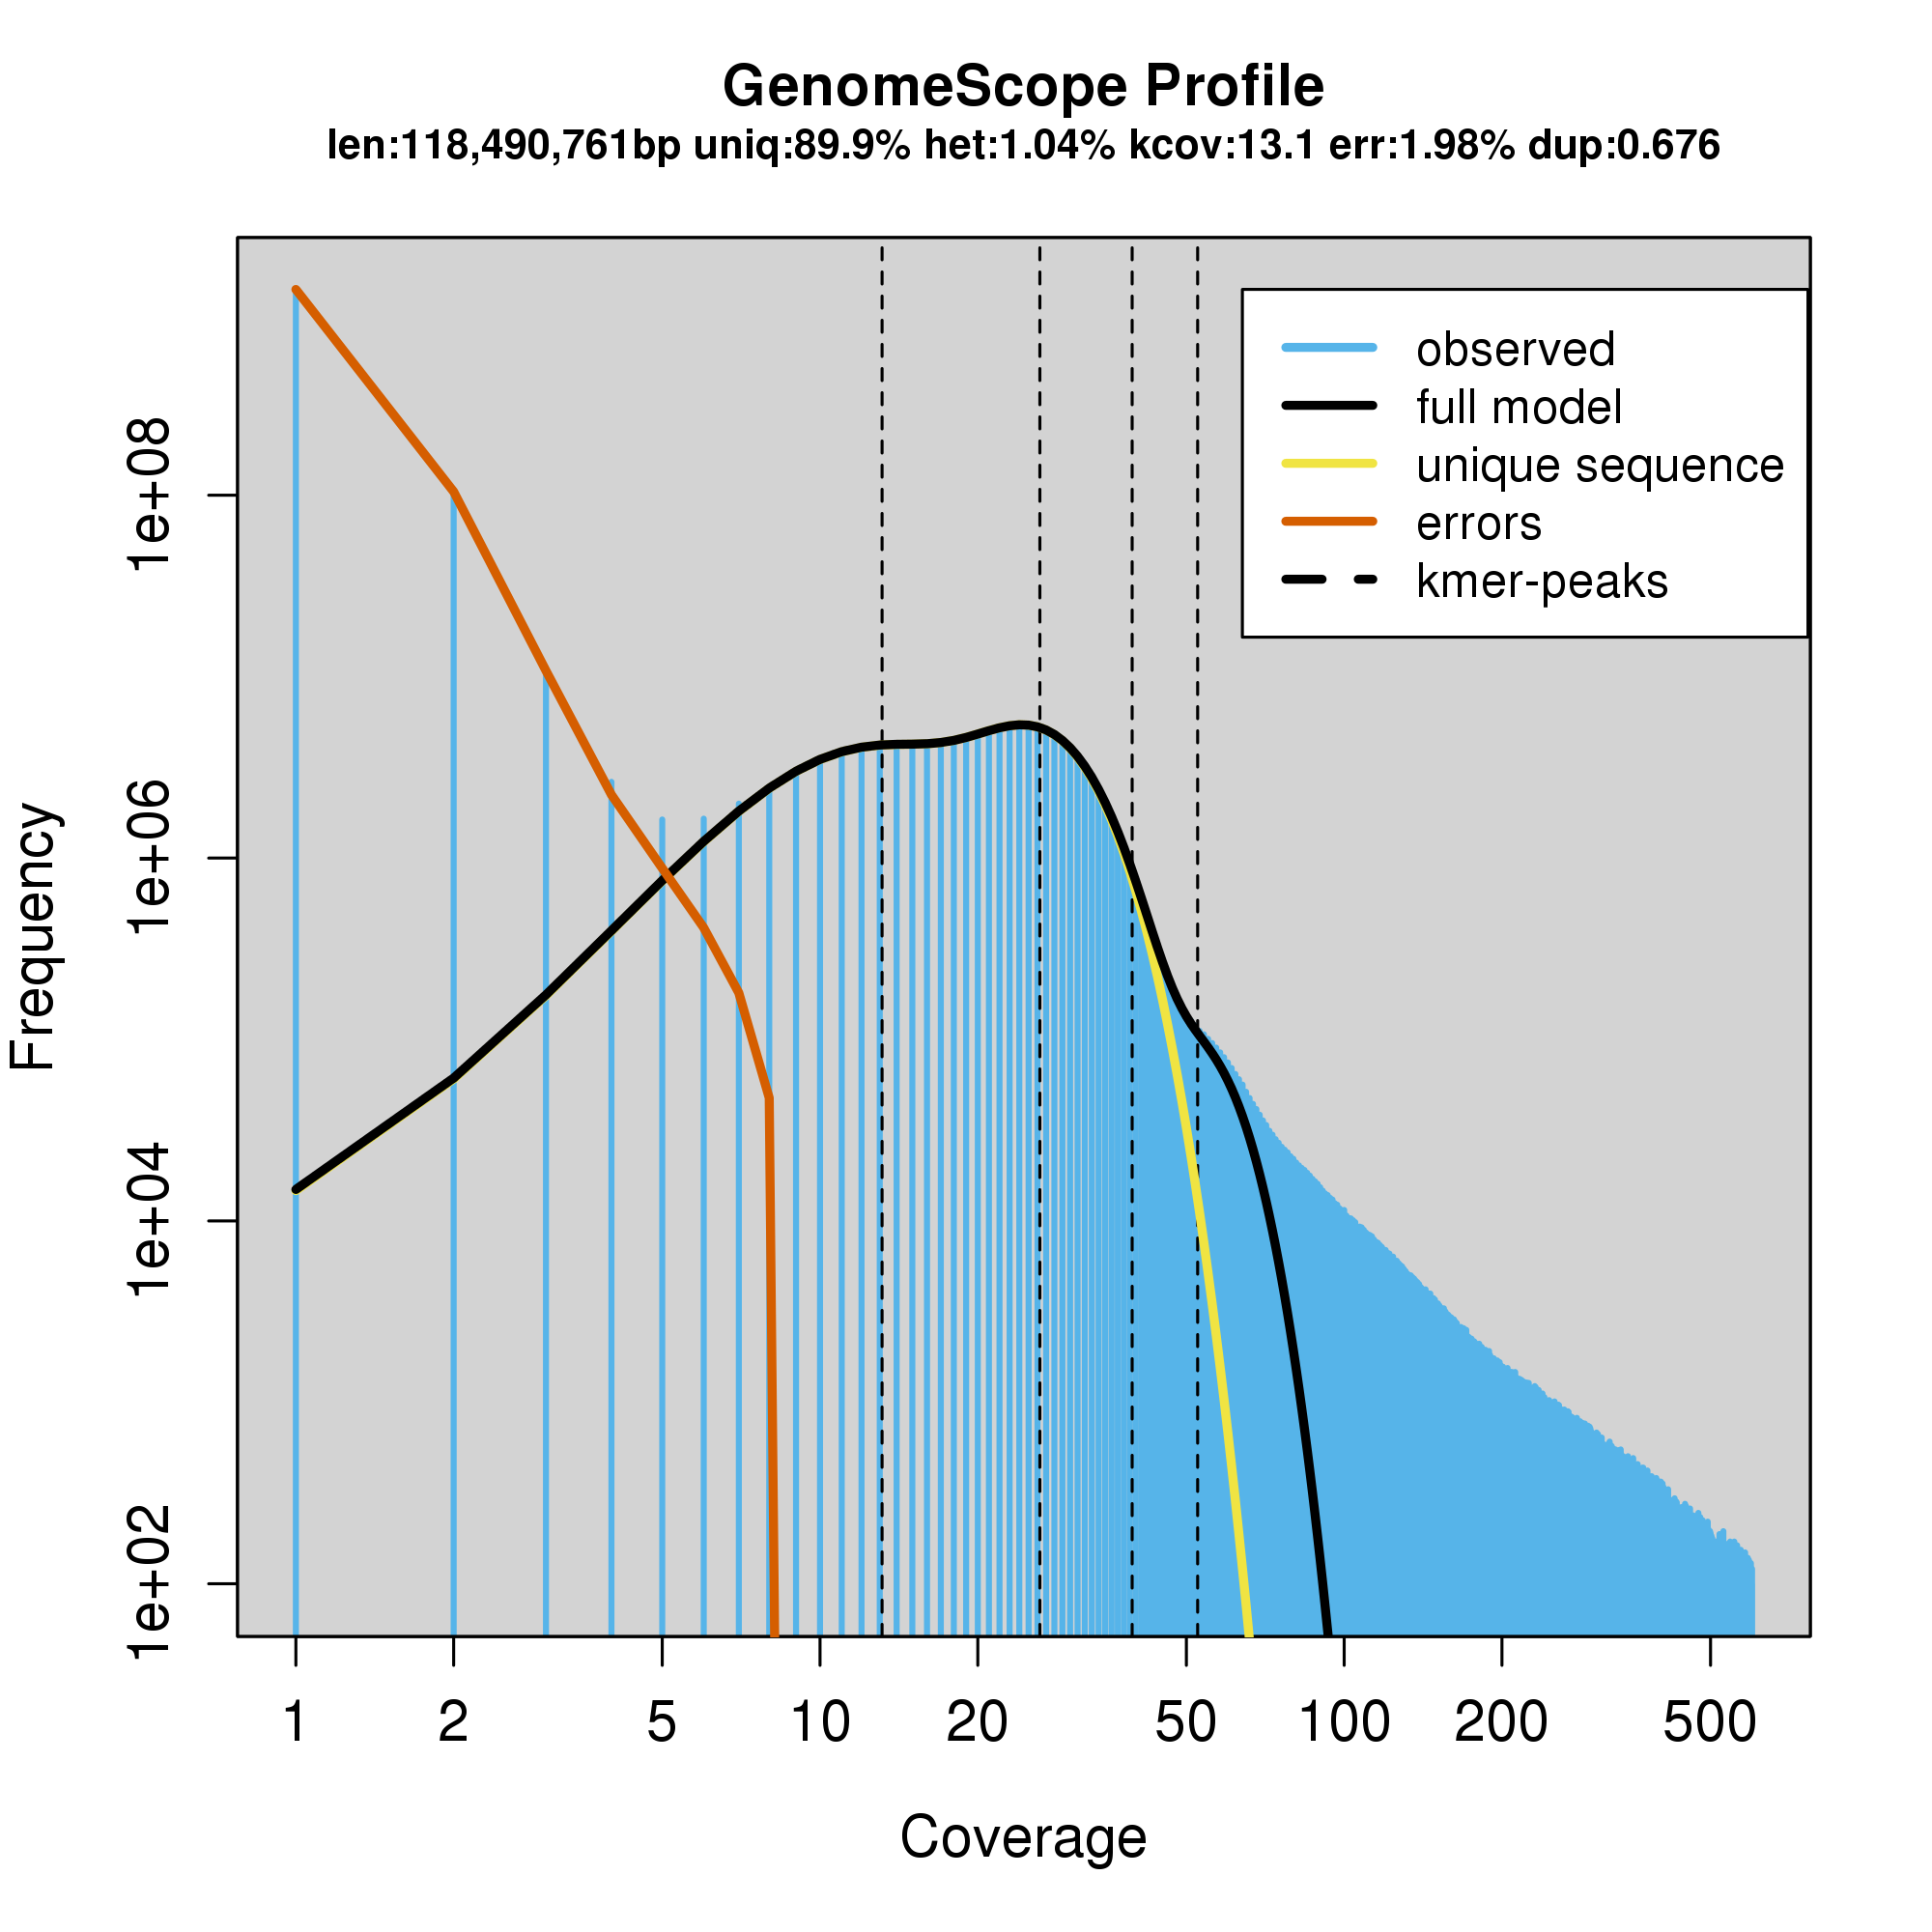 GenomeScope Profile
len:118,490,761bp uniq:89.9% het:1.04% kcov:13.1 err:1.98% dup:0.676
observed
full model
unique sequence
errors
kmer-peaks
Frequency
1e+08
1e+06
1e+04
1e+02
1 2 5 10 20 50 100 200 500
Coverage